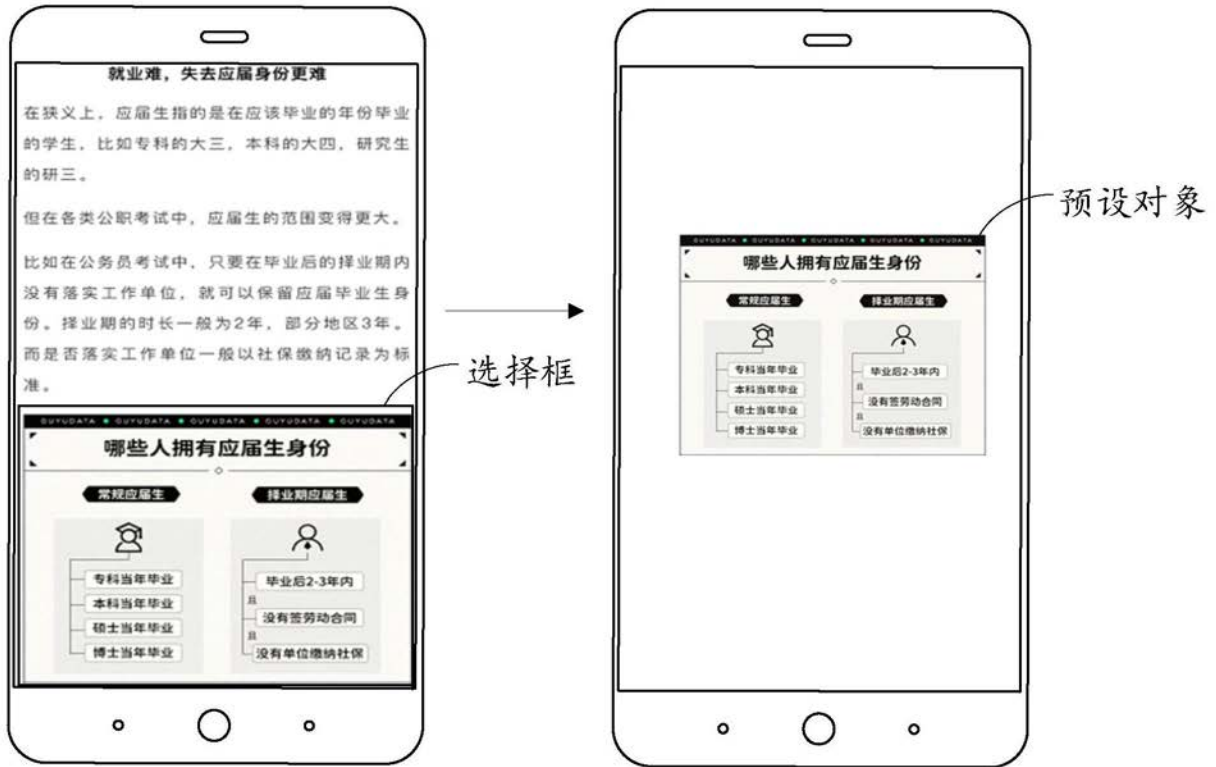 就业难，失去应届身份更难
在狭义上，应届生指的是在应该毕业的年份毕业
的学生，比如专科的大三，本科的大四，研究生
的研三。
但在各类公职考试中，应届生的范围变得更大。
比如在公务员考试中，只要在毕业后的择业期内
没有落实工作单位，就可以保留应届毕业生身
份。择业期的时长一般为2年，部分地区3年。
而是否落实工作单位一般以社保缴纳记录为标
准。
选择框
OUYUDATA OUYUDATA OUYUDATA OUYUDATA OUYUDATA
哪些人拥有应届生身份
常规应届生 择业期应届生
专科当年毕业 毕业后2-3年内
且
本科当年毕业 没有签劳动合同
硕士当年毕业 且
博士当年毕业 没有单位缴纳社保
预设对象
OUYUDATA OUYUDATA OUYUDATA OUYUDATA OUYUDATA
哪些人拥有应届生身份
常规应届生 择业期应届生
专科当年毕业 毕业后2-3年内
且
本科当年毕业 没有签劳动合同
硕士当年毕业 且
博士当年毕业 没有单位缴纳社保